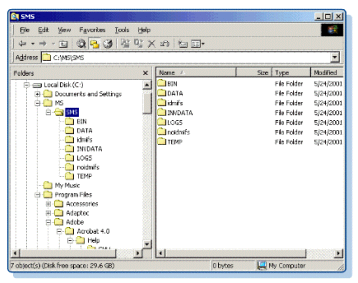 SMS
File Edit View Favorites Tools Help
Address C:\MS\SMS
Folders
Local Disk (C:)
Documents and Settings
MS
SMS
BIN
DATA
idmifs
INVDATA
LOGS
noidmifs
TEMP
My Music
Program Files
Accessories
Adaptec
Adobe
Acrobat 4.0
Help
Name Size Type Modified
BIN File Folder 5/24/2001
DATA File Folder 5/24/2001
idmifs File Folder 5/24/2001
INVDATA File Folder 5/24/2001
LOGS File Folder 5/24/2001
noidmifs File Folder 5/24/2001
TEMP File Folder 5/24/2001
7 object(s) (Disk free space: 29.6 GB) 0 bytes My Computer